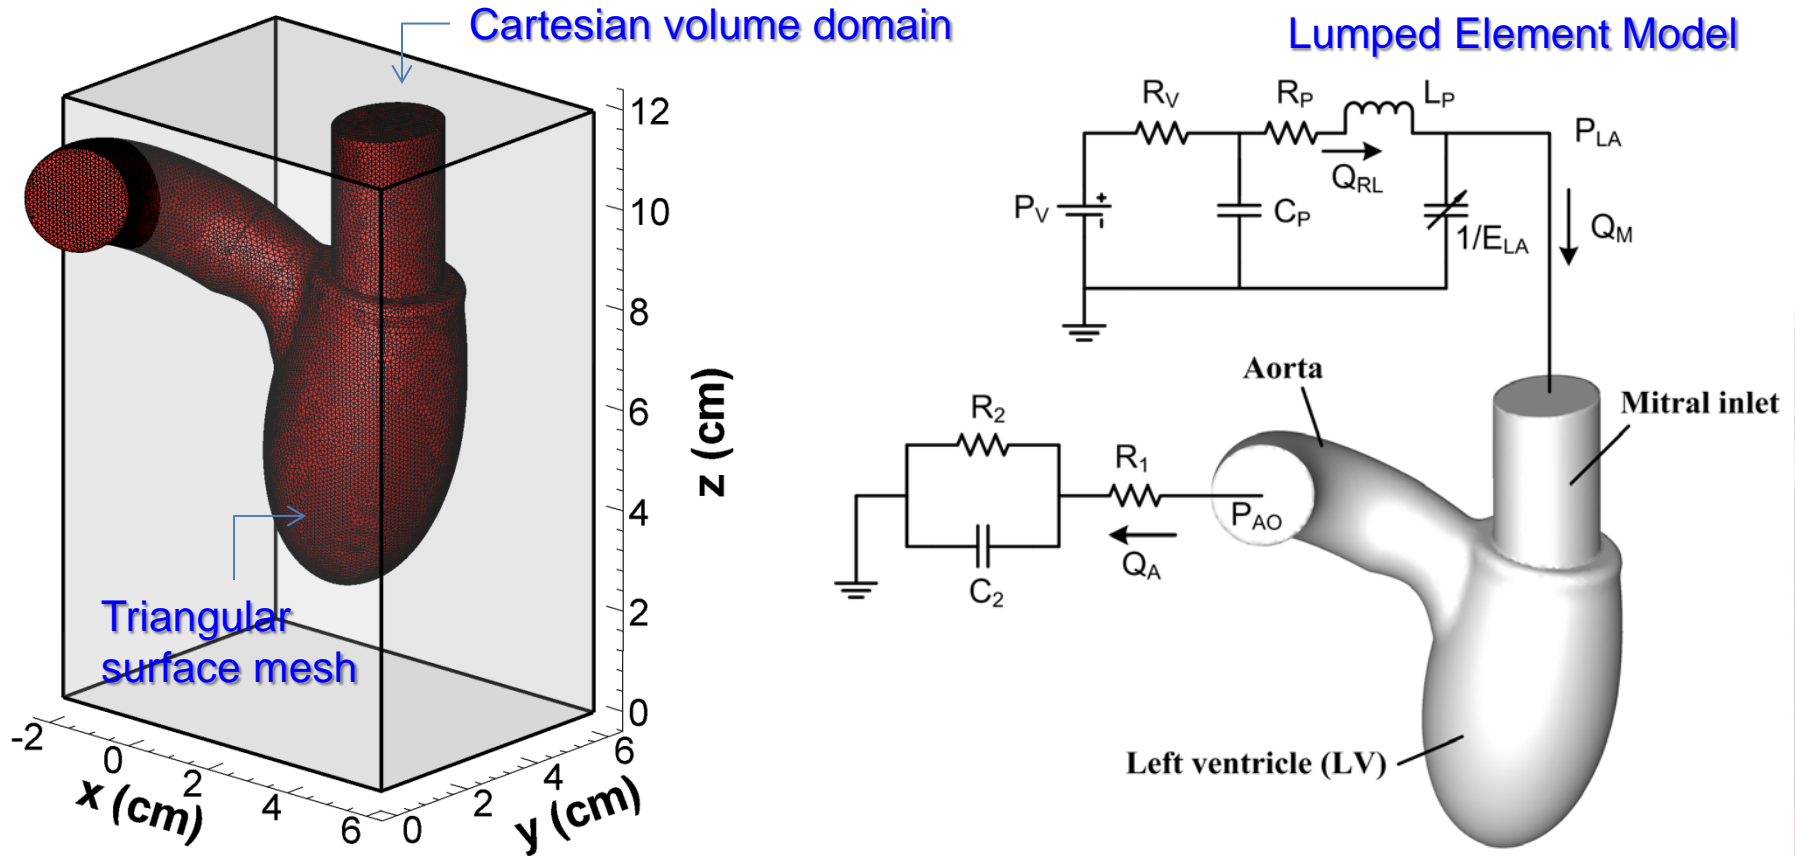 Cartesian volume domain
Triangular
surface mesh
12
10
8
6
4
2
0
z (cm)
-2
0
2
4
6
x (cm)
0
2
4
6
y (cm)
Lumped Element Model
R_V
R_P
L_P
P_LA
Q_RL
P_V
+
C_P
1/E_LA
Q_M
Aorta
Mitral inlet
R_2
R_1
P_AO
Q_A
C_2
Left ventricle (LV)